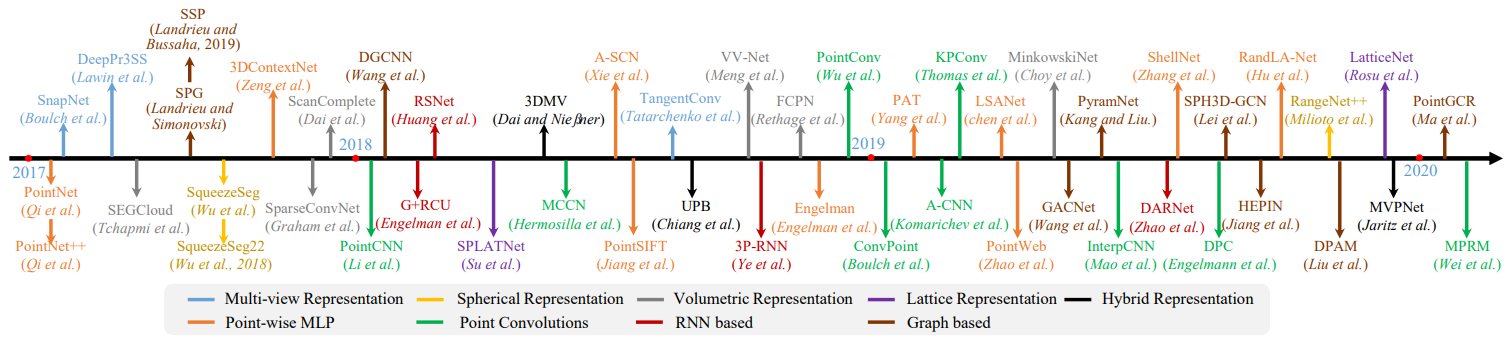 SSP
(Landrieu and
Bussaha, 2019)
SPG
(Landrieu and
Simonovski)
DeepPr3SS
(Lawin et al.)
SnapNet
(Boulch et al.)
3DContextNet
(Zeng et al.)
ScanComplete
(Dai et al.)
DGCNN
(Wang et al.)
RSNet
(Huang et al.)
3DMV
(Dai and Nieβner)
A-SCN
(Xie et al.)
TangentConv
(Tatarchenko et al.)
VV-Net
(Meng et al.)
FCPN
(Rethage et al.)
PointConv
(Wu et al.)
PAT
(Yang et al.)
KPConv
(Thomas et al.)
LSANet
(chen et al.)
MinkowskiNet
(Choy et al.)
PyramNet
(Kang and Liu.)
ShellNet
(Zhang et al.)
SPH3D-GCN
(Lei et al.)
RandLA-Net
(Hu et al.)
RangeNet++
(Milioto et al.)
LatticeNet
(Rosu et al.)
PointGCR
(Ma et al.)
2017
2018
2019
2020
PointNet
(Qi et al.)
PointNet++
(Qi et al.)
SEGCloud
(Tchapmi et al.)
SqueezeSeg
(Wu et al.)
SqueezeSeg22
(Wu et al., 2018)
SparseConvNet
(Graham et al.)
PointCNN
(Li et al.)
G+RCU
(Engelman et al.)
SPLATNet
(Su et al.)
MCCN
(Hermosilla et al.)
PointSIFT
(Jiang et al.)
UPB
(Chiang et al.)
3P-RNN
(Ye et al.)
Engelman
(Engelman et al.)
ConvPoint
(Boulch et al.)
A-CNN
(Komarichev et al.)
PointWeb
(Zhao et al.)
GACNet
(Wang et al.)
InterpCNN
(Mao et al.)
DARNet
(Zhao et al.)
DPC
(Engelmann et al.)
HEPIN
(Jiang et al.)
DPAM
(Liu et al.)
MVPNet
(Jaritz et al.)
MPRM
(Wei et al.)
Multi-view Representation
Spherical Representation
Volumetric Representation
Lattice Representation
Hybrid Representation
Point-wise MLP
Point Convolutions
RNN based
Graph based